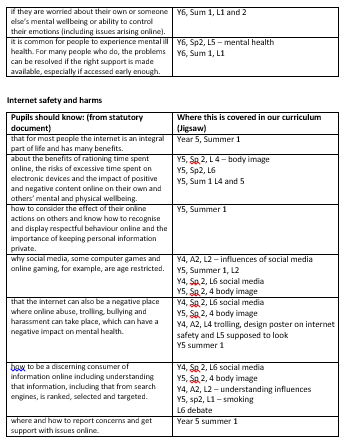 if they are worried about their own or someone
else's mental wellbeing or ability to control
their emotions (including issues arising online).
Y6, Sum 1, L1 and 2
it is common for people to experience mental ill
health. For many people who do, the problems
can be resolved if the right support is made
available, especially if accessed early enough.
Y6, Sp2, L5 – mental health
Y6, Sum 1, L1
Internet safety and harms
Pupils should know: (from statutory
document)
Where this is covered in our curriculum
(Jigsaw)
that for most people the internet is an integral
part of life and has many benefits.
Year 5, Summer 1
about the benefits of rationing time spent
online, the risks of excessive time spent on
electronic devices and the impact of positive
and negative content online on their own and
others' mental and physical wellbeing.
Y5, Sp 2, L 4 – body image
Y5, Sp2, L6
Y5, Sum 1 L4 and 5
how to consider the effect of their online
actions on others and know how to recognise
and display respectful behaviour online and the
importance of keeping personal information
private.
Y5, Summer 1
why social media, some computer games and
online gaming, for example, are age restricted.
Y4, A2, L2 – influences of social media
Y5, Summer 1, L2
Y4, Sp 2, L6 social media
Y5, Sp 2, 4 body image
that the internet can also be a negative place
where online abuse, trolling, bullying and
harassment can take place, which can have a
negative impact on mental health.
Y4, Sp 2, L6 social media
Y5, Sp 2, 4 body image
Y4, A2, L4 trolling, design poster on internet
safety and L5 supposed to look
Y5 summer 1
how to be a discerning consumer of
information online including understanding
that information, including that from search
engines, is ranked, selected and targeted.
Y4, Sp 2, L6 social media
Y5, Sp 2, 4 body image
Y4, A2, L2 – understanding influences
Y5, sp2, L1 – smoking
L6 debate
where and how to report concerns and get
support with issues online.
Year 5 summer 1